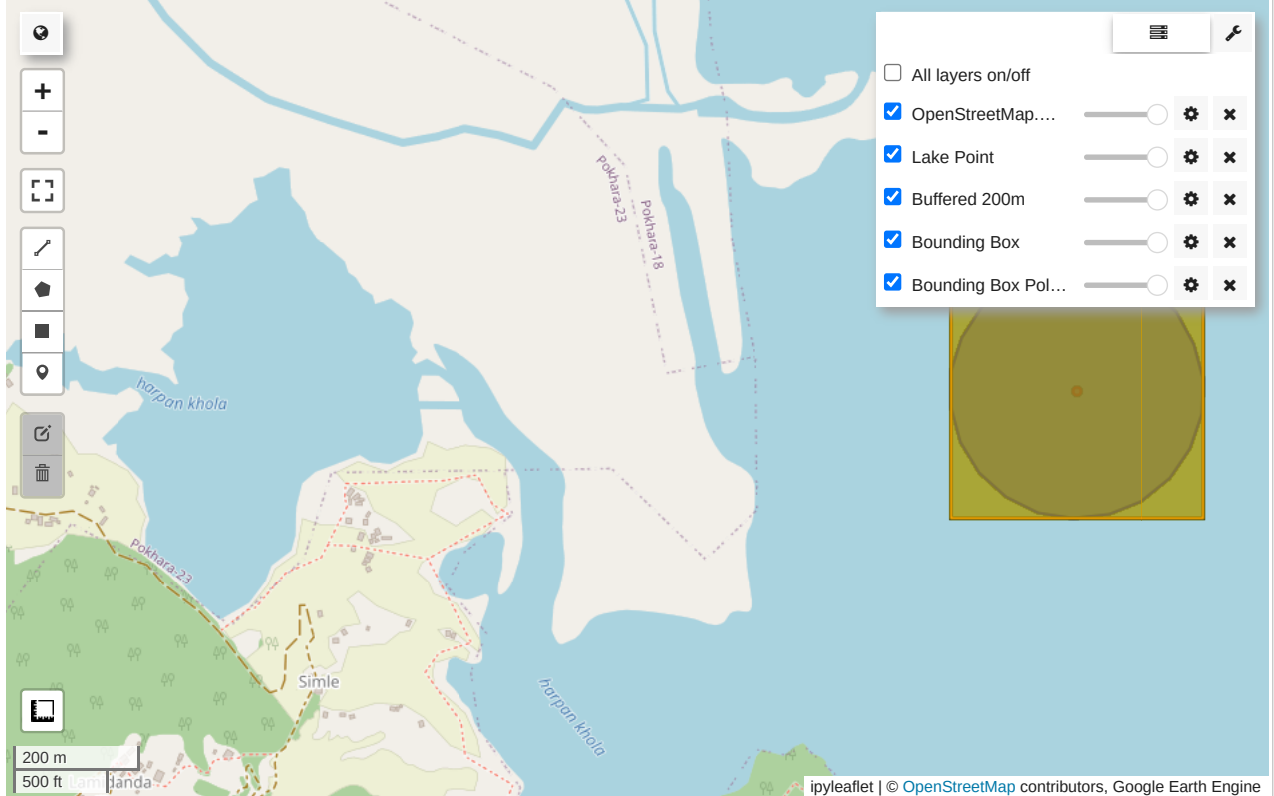 +
-
All layers on/off
OpenStreetMap....
Lake Point
Buffered 200m
Bounding Box
Bounding Box Pol...
Pokhara-23
Pokhara-18
harpan khola
Pokhara-23
Simle
harpan khola
200 m
500 ft
Lamidanda
ipyleaflet | © OpenStreetMap contributors, Google Earth Engine